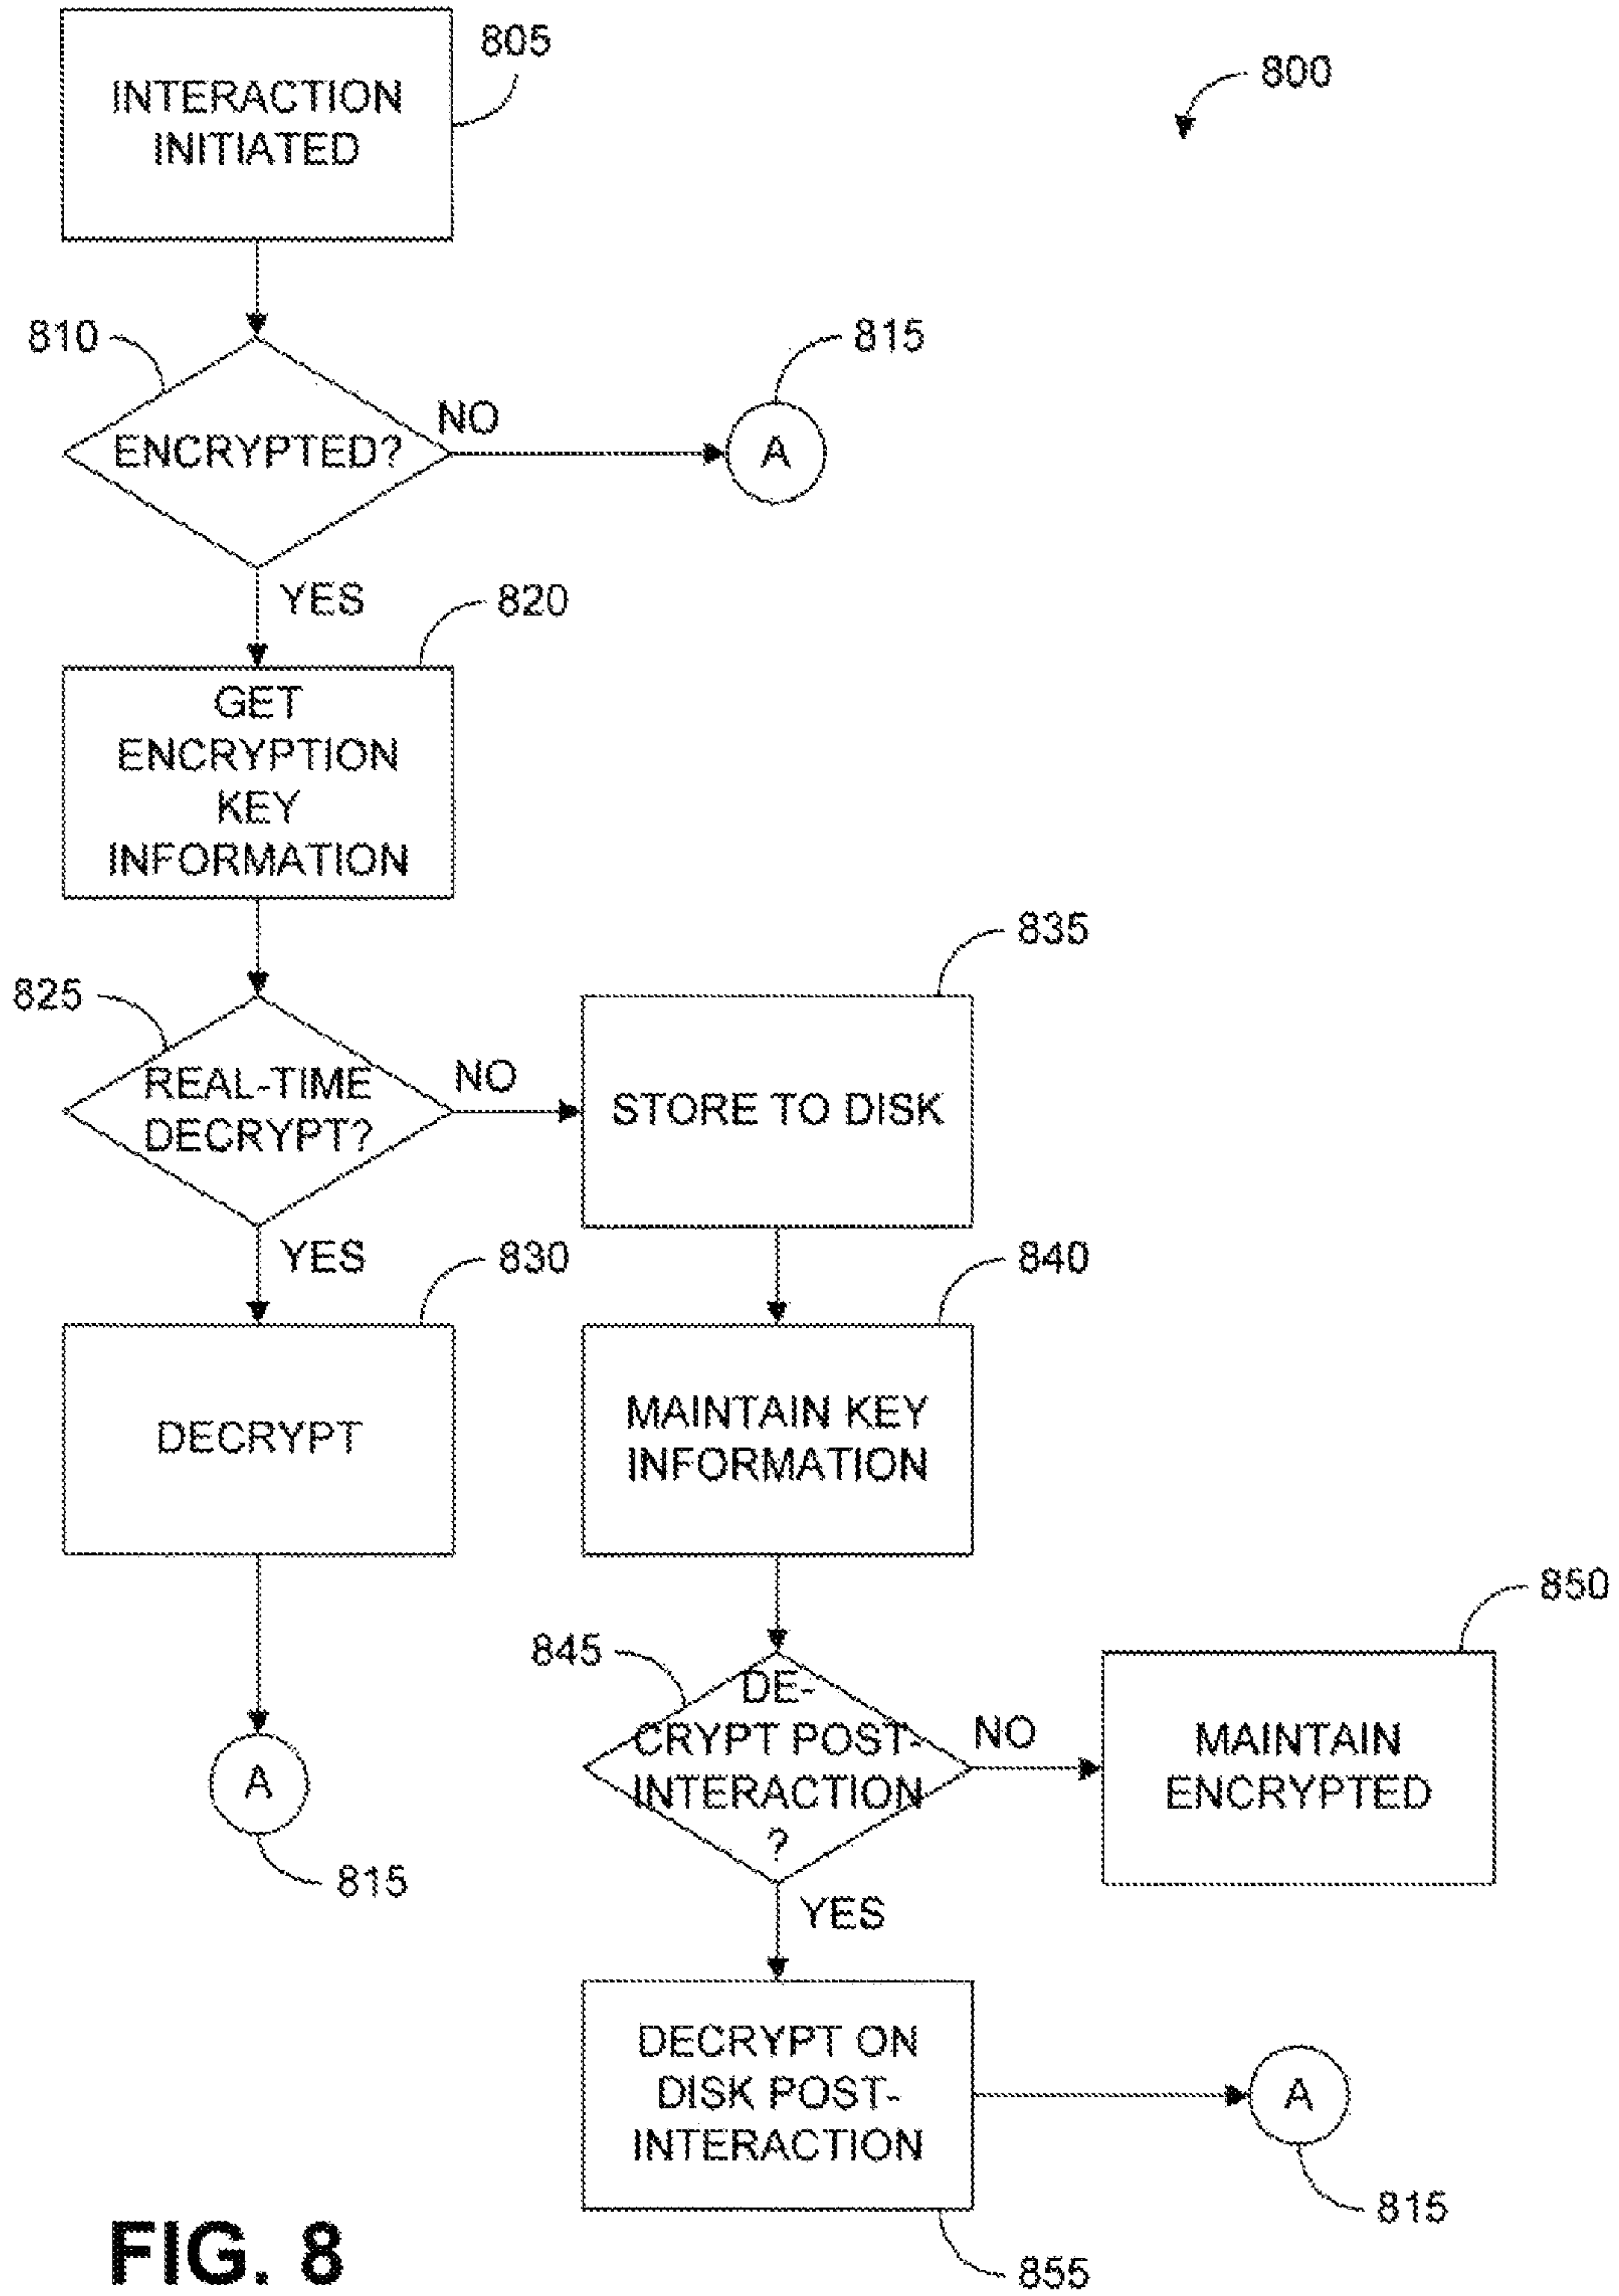 805
800
INTERACTION
INITIATED
810
815
NO
ENCRYPTED?
A
YES
820
GET
ENCRYPTION
KEY
INFORMATION
835
825
NO
REAL-TIME
DECRYPT?
STORE TO DISK
YES
830
840
DECRYPT
MAINTAIN KEY
INFORMATION
850
845
DE-
CRYPT POST-
INTERACTION
?
NO
MAINTAIN
ENCRYPTED
A
815
YES
DECRYPT ON
DISK POST-
INTERACTION
A
815
855
FIG. 8